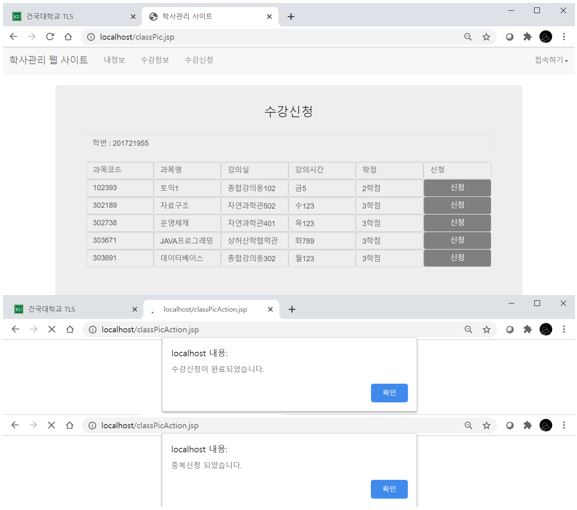 건국대학교 TLS
학사관리 사이트
localhost/classPic.jsp
학사관리 웹 사이트 내정보 수강정보 수강신청 접속하기
수강신청
학번 : 201721955
과목코드 과목명 강의실 강의시간 학점 신청
102393 토익1 종합강의동102 금5 2학점 신청
302189 자료구조 자연과학관502 수123 3학점 신청
302738 운영체제 자연과학관401 목123 3학점 신청
303671 JAVA프로그래밍 상허산학협력관 화789 3학점 신청
303691 데이터베이스 종합강의동302 월123 3학점 신청
건국대학교 TLS
localhost/classPicAction.jsp
localhost/classPicAction.jsp
localhost 내용:
수강신청이 완료되었습니다.
확인
localhost/classPicAction.jsp
localhost 내용:
중복신청 되었습니다.
확인